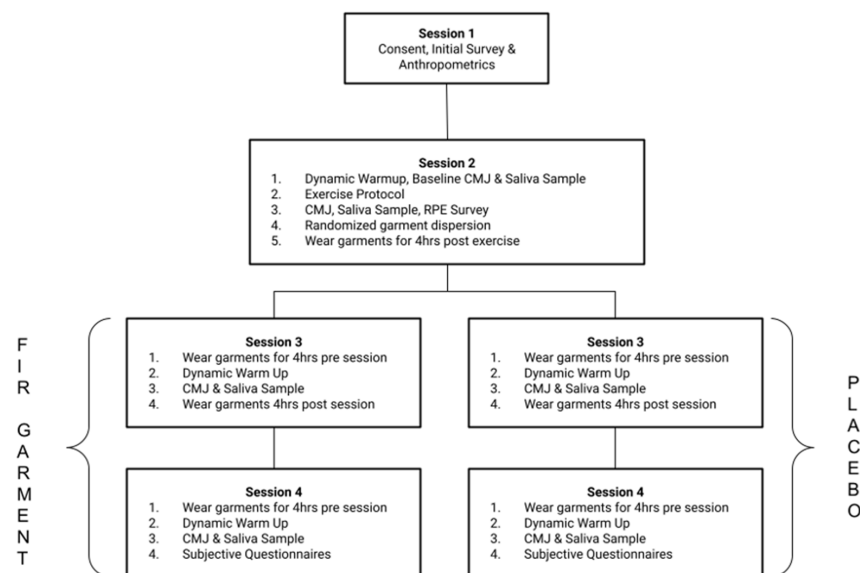 Session 1
Consent, Initial Survey &
Anthropometrics
Session 2
1. Dynamic Warmup, Baseline CMJ & Saliva Sample
2. Exercise Protocol
3. CMJ, Saliva Sample, RPE Survey
4. Randomized garment dispersion
5. Wear garments for 4hrs post exercise
FIR GARMENT
Session 3
1. Wear garments for 4hrs pre session
2. Dynamic Warm Up
3. CMJ & Saliva Sample
4. Wear garments 4hrs post session
Session 3
1. Wear garments for 4hrs pre session
2. Dynamic Warm Up
3. CMJ & Saliva Sample
4. Wear garments 4hrs post session
PLACEBO
Session 4
1. Wear garments for 4hrs pre session
2. Dynamic Warm Up
3. CMJ & Saliva Sample
4. Subjective Questionnaires
Session 4
1. Wear garments for 4hrs pre session
2. Dynamic Warm Up
3. CMJ & Saliva Sample
4. Subjective Questionnaires